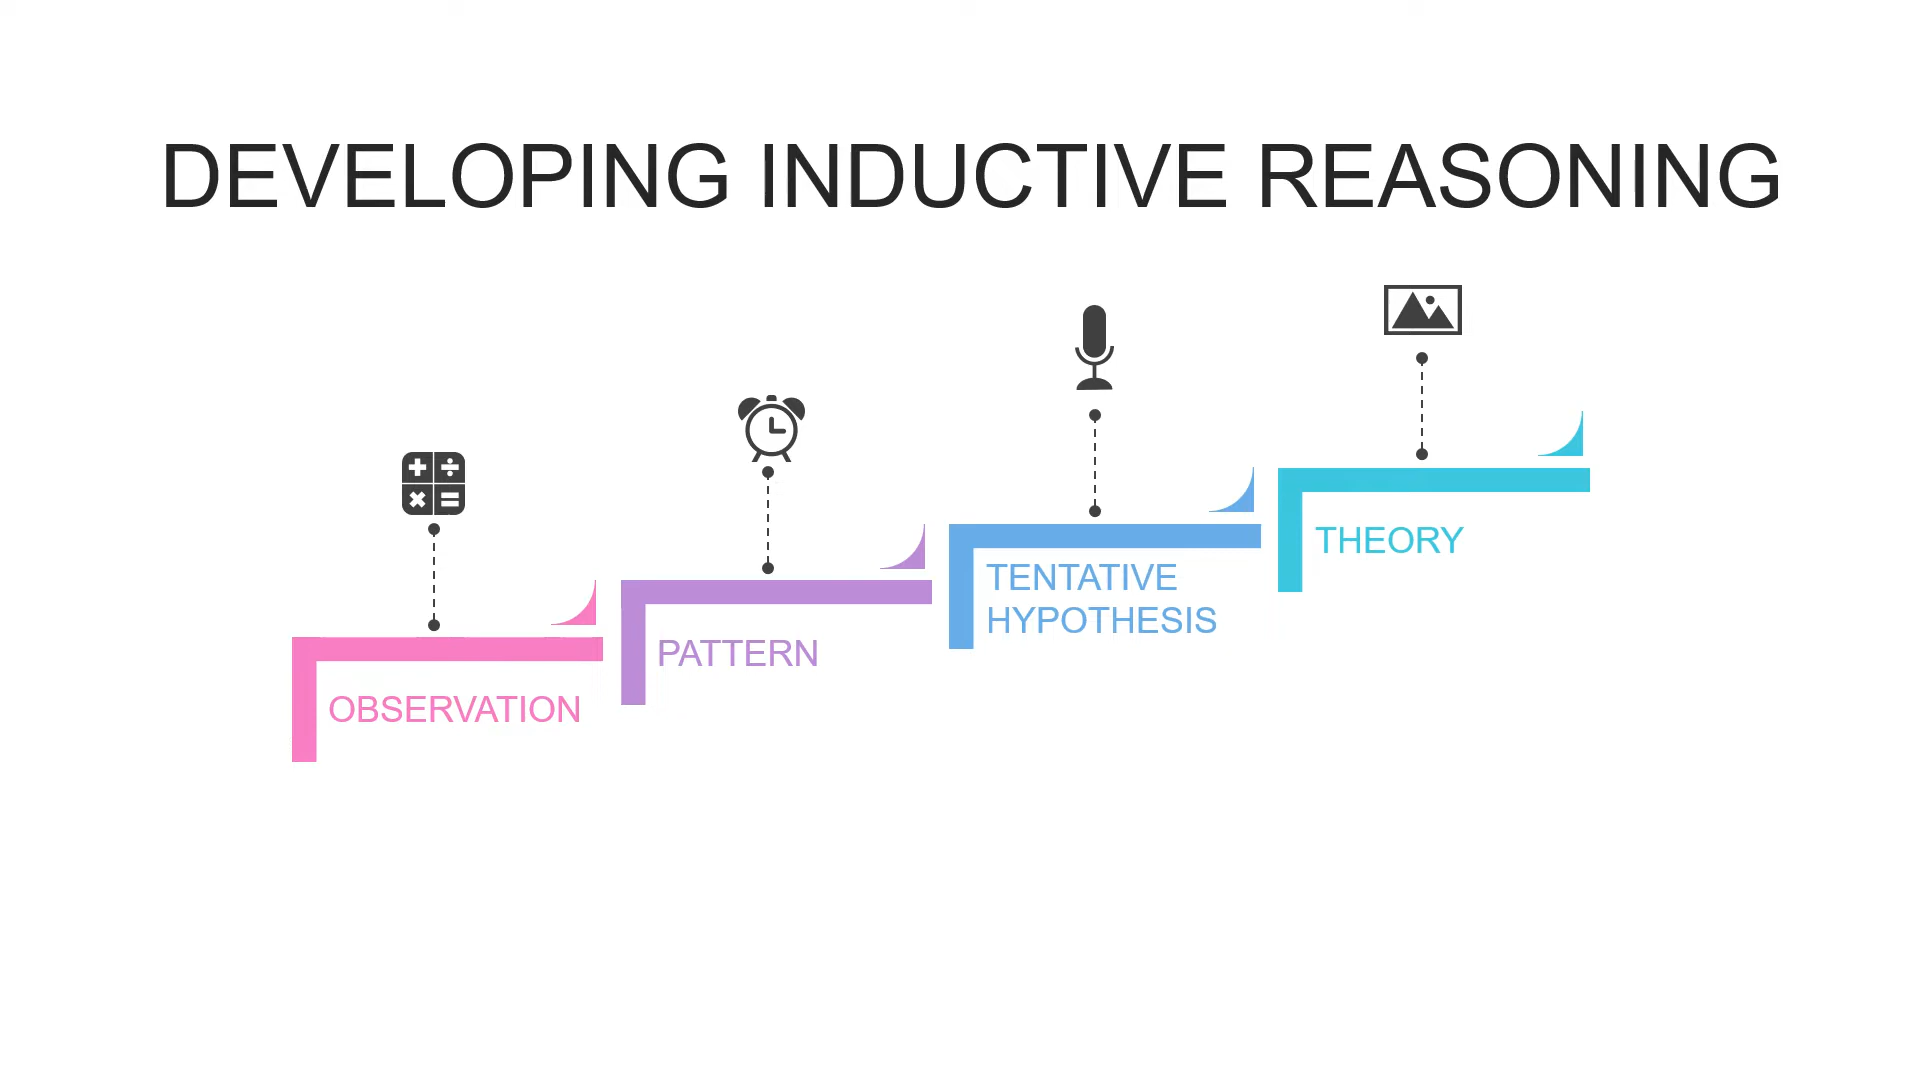 DEVELOPING INDUCTIVE REASONING
OBSERVATION
PATTERN
TENTATIVE
HYPOTHESIS
THEORY